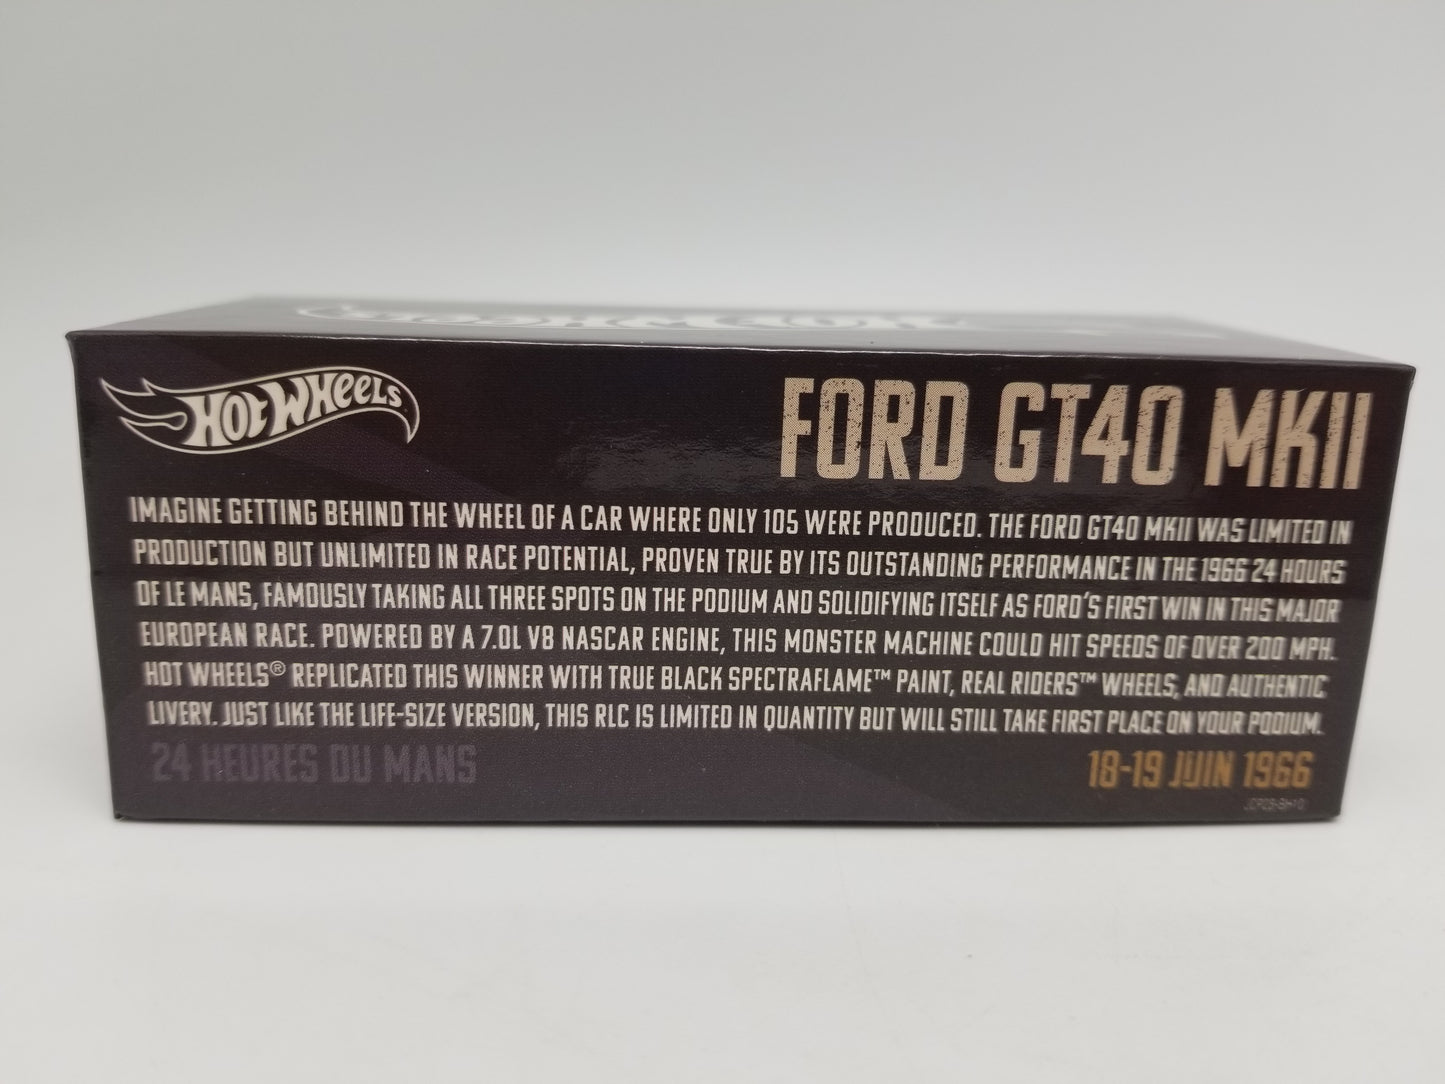 HOT WHEELS
FORD GT40 MKII
IMAGINE GETTING BEHIND THE WHEEL OF A CAR WHERE ONLY 105 WERE PRODUCED. THE FORD GT40 MKII WAS LIMITED IN
PRODUCTION BUT UNLIMITED IN RACE POTENTIAL, PROVEN TRUE BY ITS OUTSTANDING PERFORMANCE IN THE 1966 24 HOURS
OF LE MANS, FAMOUSLY TAKING ALL THREE SPOTS ON THE PODIUM AND SOLIDIFYING ITSELF AS FORD'S FIRST WIN IN THIS MAJOR
EUROPEAN RACE. POWERED BY A 7.0L V8 NASCAR ENGINE, THIS MONSTER MACHINE COULD HIT SPEEDS OF OVER 200 MPH.
HOT WHEELS® REPLICATED THIS WINNER WITH TRUE BLACK SPECTRAFLAME™ PAINT, REAL RIDERS™ WHEELS, AND AUTHENTIC
LIVERY. JUST LIKE THE LIFE-SIZE VERSION, THIS RLC IS LIMITED IN QUANTITY BUT WILL STILL TAKE FIRST PLACE ON YOUR PODIUM.
24 HEURES DU MANS
18-19 JUIN 1966